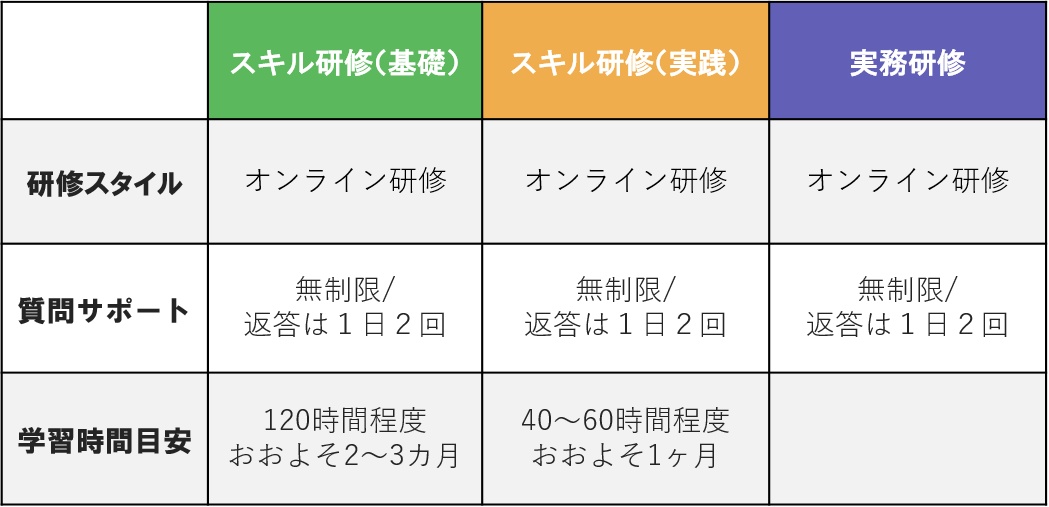 スキル研修(基礎)
スキル研修(実践)
実務研修
研修スタイル
オンライン研修
オンライン研修
オンライン研修
質問サポート
無制限/
返答は１日２回
無制限/
返答は１日２回
無制限/
返答は１日２回
学習時間目安
120時間程度
おおよそ2〜3カ月
40〜60時間程度
おおよそ1ヶ月